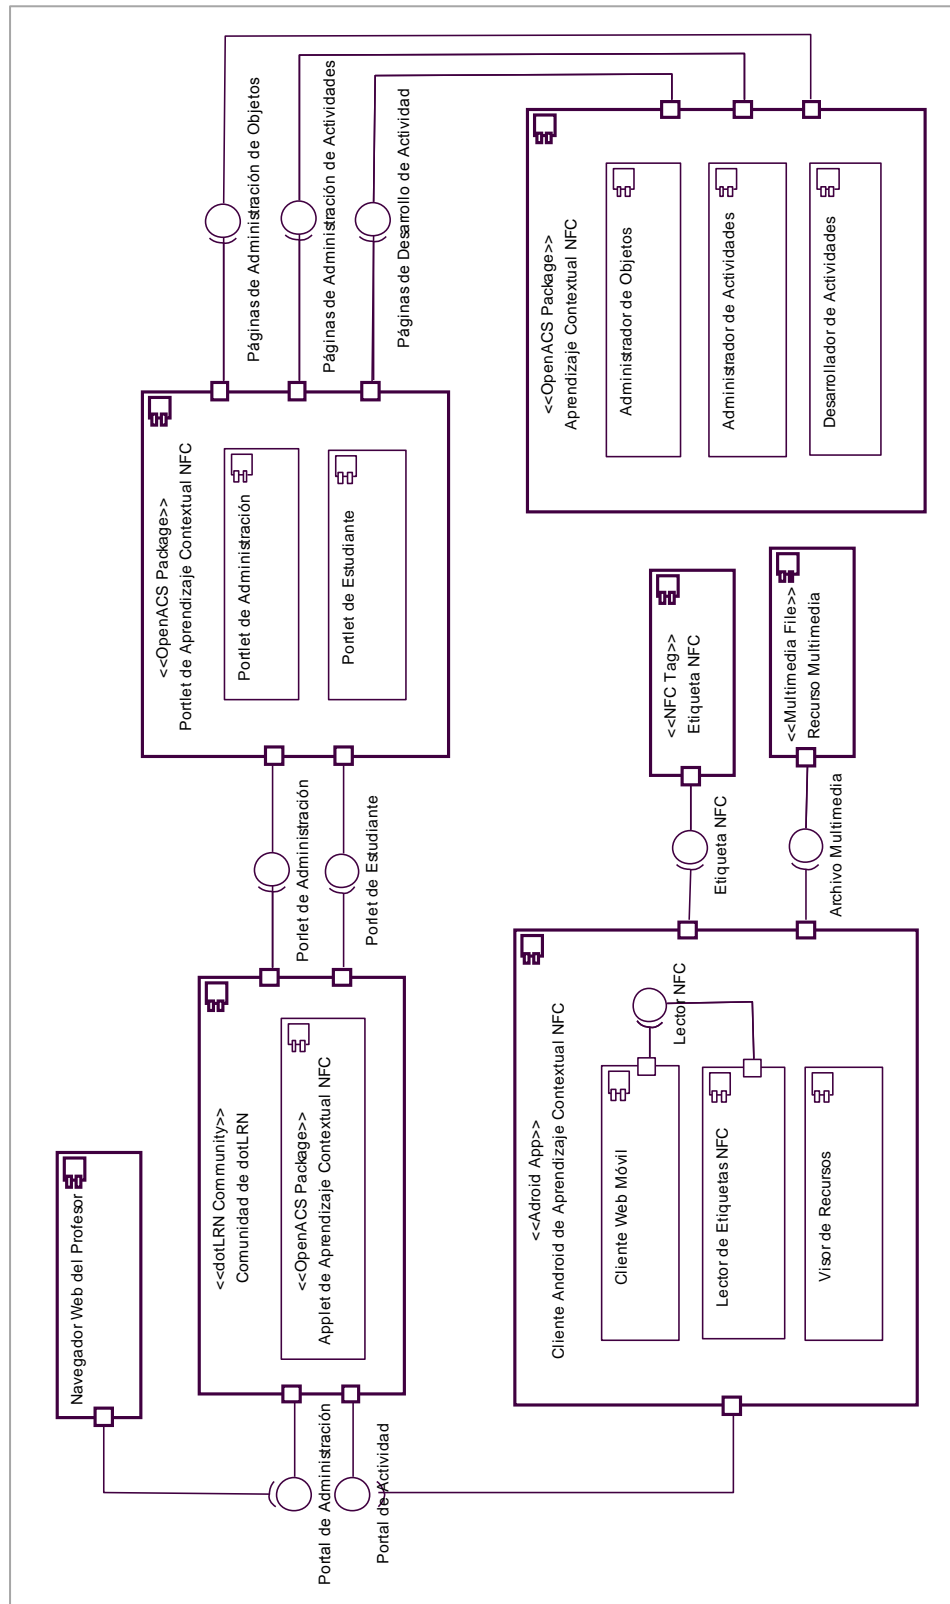 Navegador Web del Profesor
Portal de Administración
Portal de Actividad
<<dotLRN Community>>
Comunidad de dotLRN
<<OpenACS Package>>
Applet de Aprendizaje Contextual NFC
Porlet de Administración
Porlet de Estudiante
<<OpenACS Package>>
Portlet de Aprendizaje Contextual NFC
Portlet de Administración
Portlet de Estudiante
Páginas de Administración de Objetos
Páginas de Administración de Actividades
Páginas de Desarrollo de Actividad
<<Adroid App>>
Cliente Android de Aprendizaje Contextual NFC
Cliente Web Móvil
Lector NFC
Lector de Etiquetas NFC
Visor de Recursos
Etiqueta NFC
Archivo Multimedia
<<NFC Tag>>
Etiqueta NFC
<<Multimedia File>>
Recurso Multimedia
<<OpenACS Package>>
Aprendizaje Contextual NFC
Administrador de Objetos
Administrador de Actividades
Desarrollador de Actividades